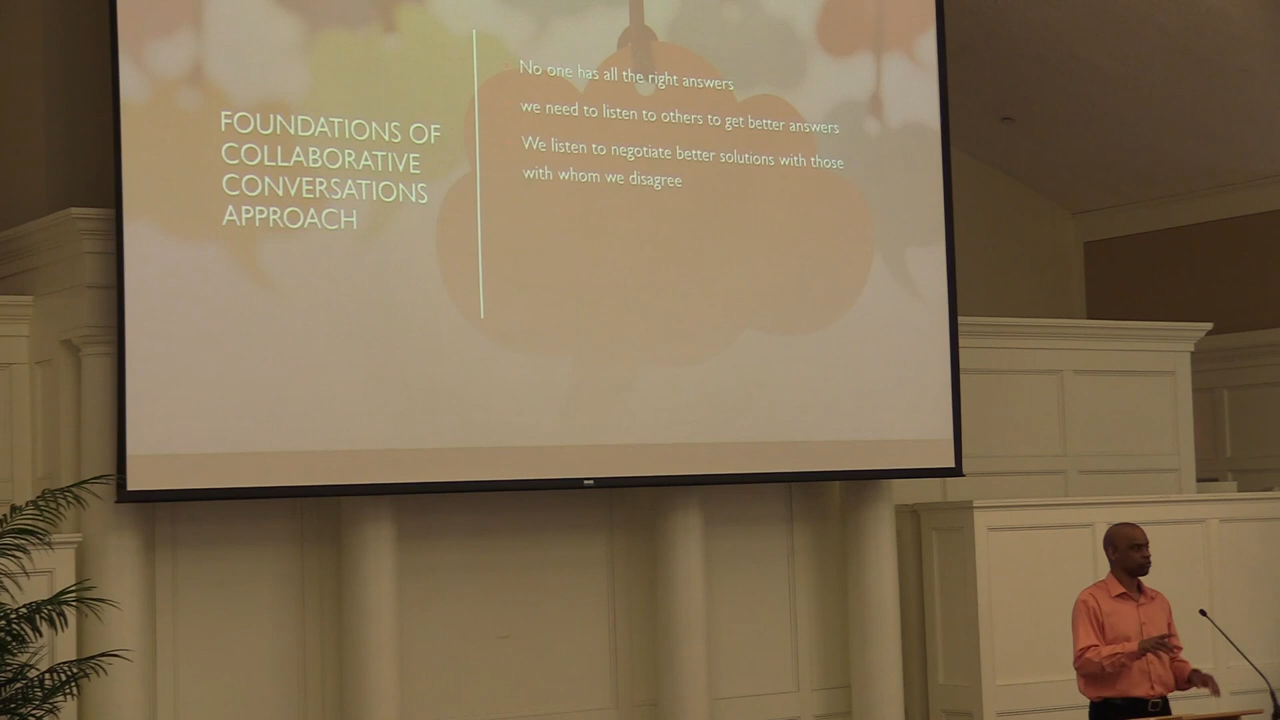 FOUNDATIONS OF
COLLABORATIVE
CONVERSATIONS
APPROACH
No one has all the right answers
we need to listen to others to get better answers
We listen to negotiate better solutions with those
with whom we disagree